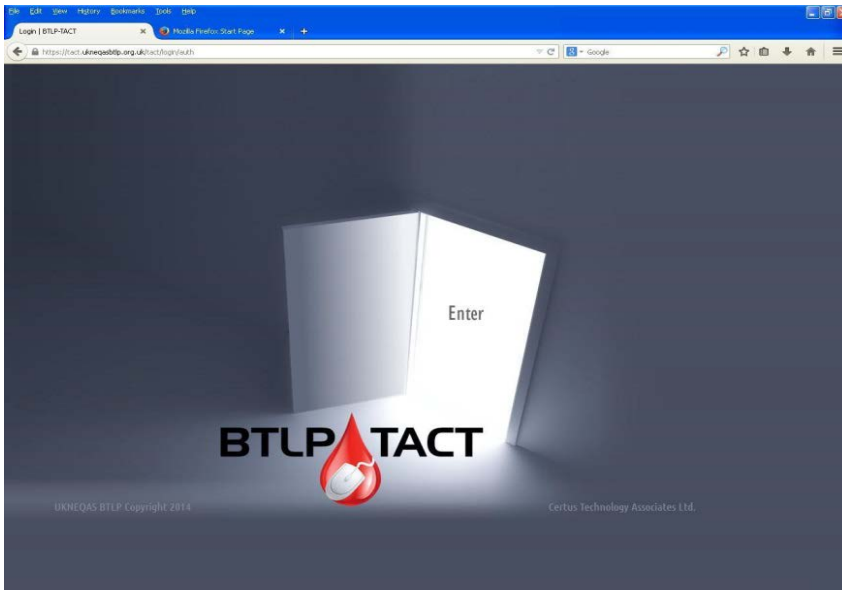 File Edit View History Bookmarks Tools Help
Login | BTLP-TACT × Mozilla Firefox Start Page × +
https://tact.ukneqasbtlp.org.uk/tact/login/auth Google
Enter
BTLP TACT
UKNEQAS BTLP Copyright 2014 Certus Technology Associates Ltd.